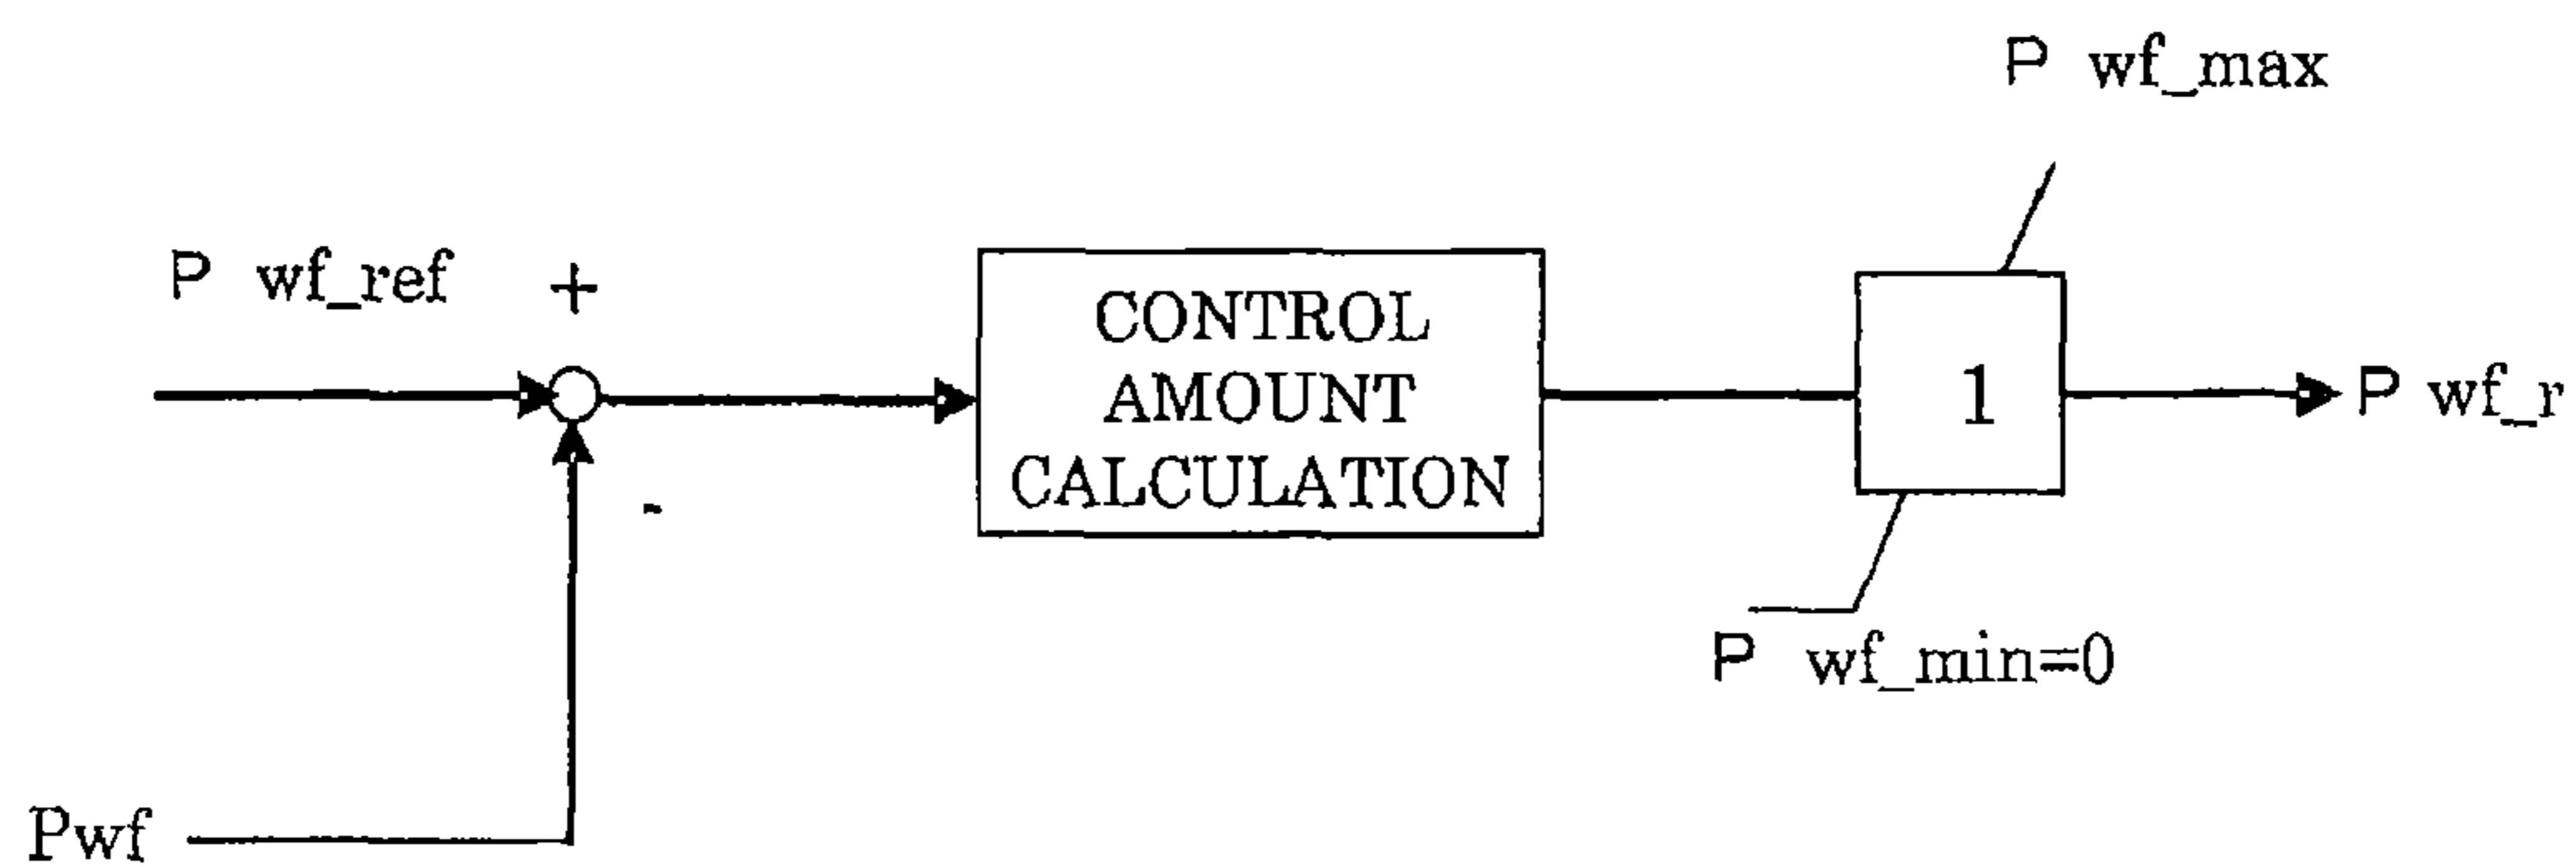 P wf_max
P wf_ref
+
CONTROL
AMOUNT
CALCULATION
1
P wf_r
-
P wf_min=0
Pwf